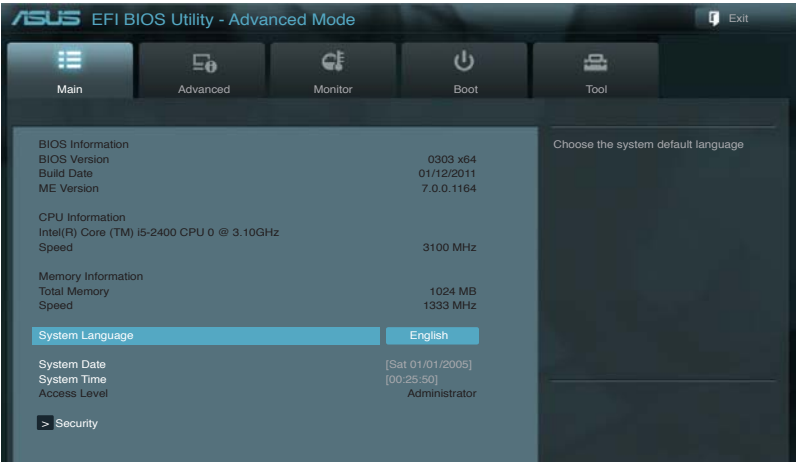 ASUS EFI BIOS Utility - Advanced Mode
Exit
Main Advanced Monitor Boot Tool
BIOS Information
BIOS Version 0303 x64
Build Date 01/12/2011
ME Version 7.0.0.1164
CPU Information
Intel(R) Core (TM) i5-2400 CPU 0 @ 3.10GHz
Speed 3100 MHz
Memory Information
Total Memory 1024 MB
Speed 1333 MHz
System Language English
System Date [Sat 01/01/2005]
System Time [00:25:50]
Access Level Administrator
> Security
Choose the system default language